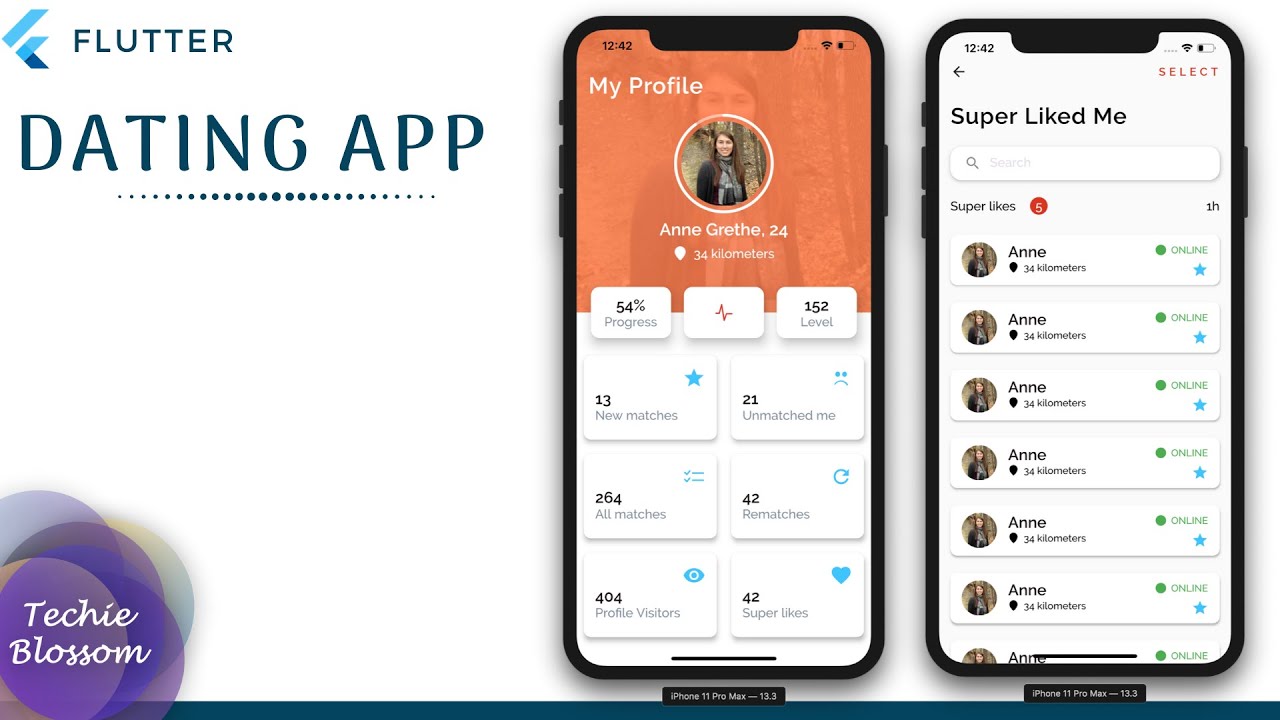 FLUTTER
DATING APP
Techie
Blossom
12:42
My Profile
Anne Grethe, 24
34 kilometers
54%
Progress
152
Level
13
New matches
21
Unmatched me
264
All matches
42
Rematches
404
Profile Visitors
42
Super likes
iPhone 11 Pro Max — 13.3
12:42
SELECT
Super Liked Me
Search
Super likes 5 1h
Anne ONLINE
34 kilometers
Anne ONLINE
34 kilometers
Anne ONLINE
34 kilometers
Anne ONLINE
34 kilometers
Anne ONLINE
34 kilometers
Anne ONLINE
34 kilometers
Anne ONLINE
iPhone 11 Pro Max — 13.3